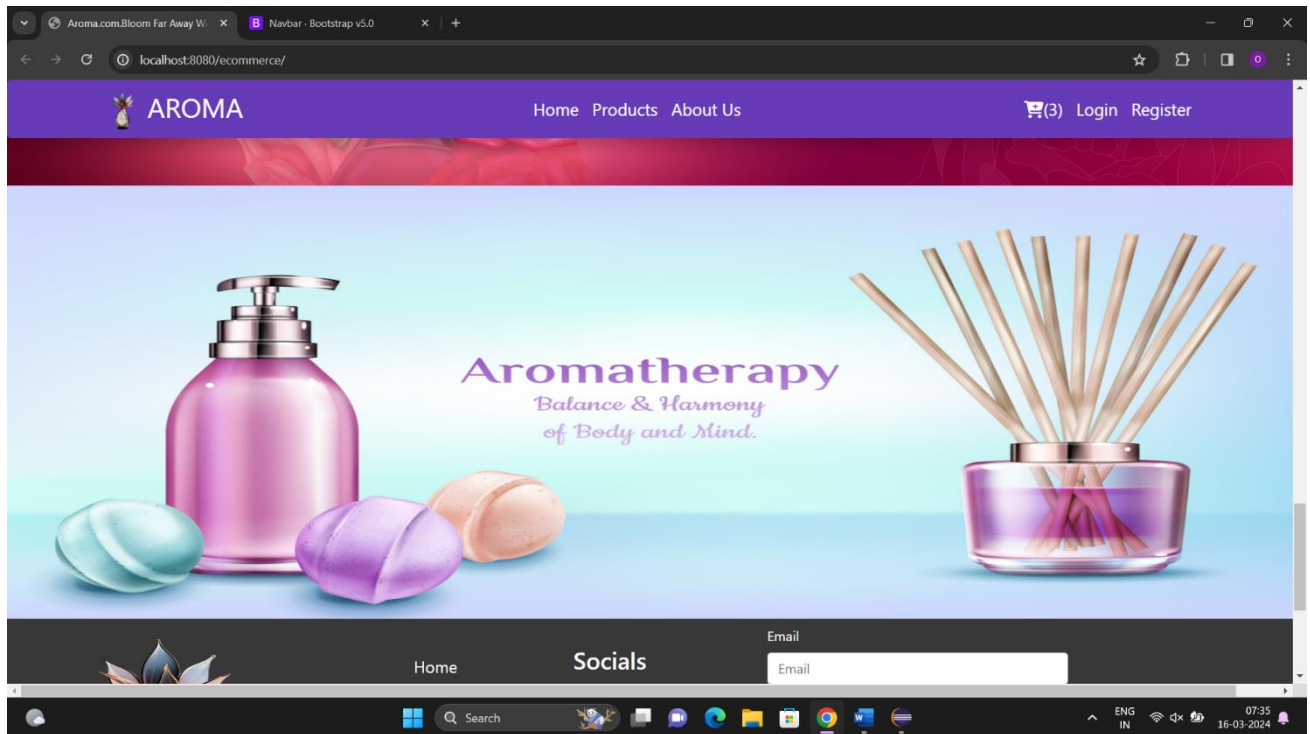 Aroma.com.Bloom Far Away Wi
B Navbar · Bootstrap v5.0
localhost:8080/ecommerce/
O
AROMA
Home Products About Us
(3) Login Register
Aromatherapy
Balance & Harmony
of Body and Mind.
Email
Home
Socials
Email
Search
W
ENG
IN
07:35
16-03-2024